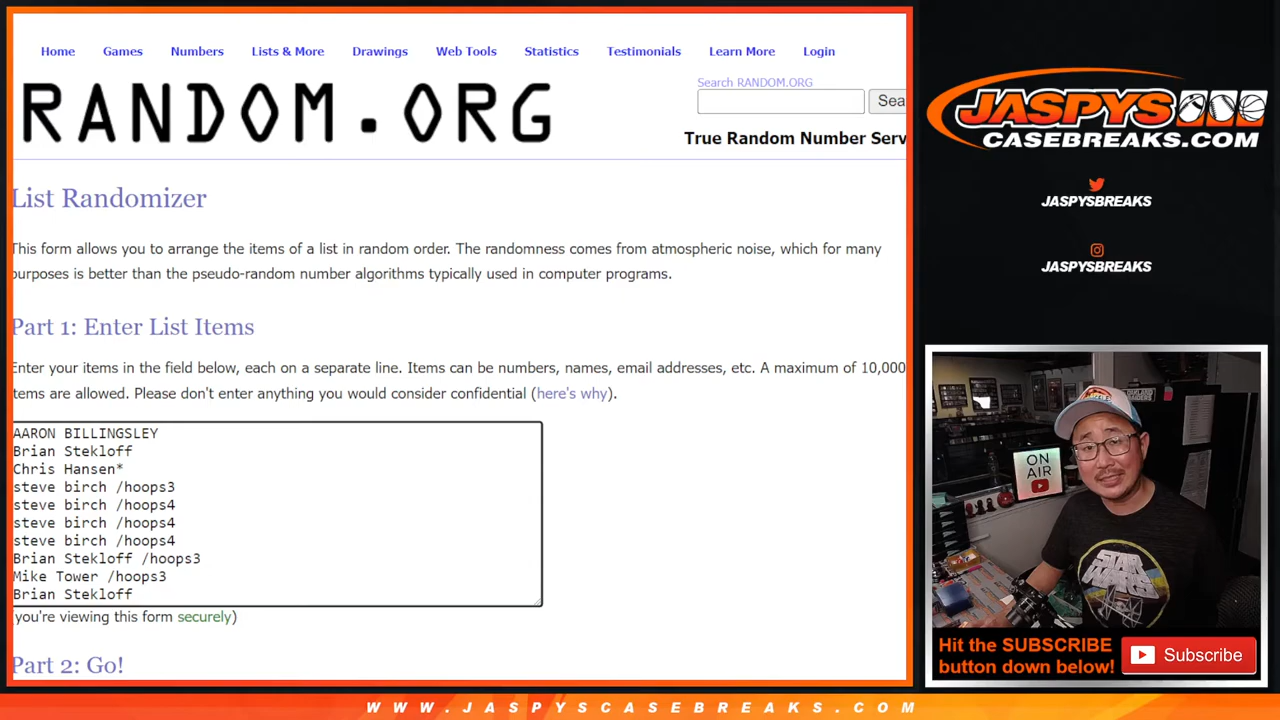 Home Games Numbers Lists & More Drawings Web Tools Statistics Testimonials Learn More Login
RANDOM.ORG
Search RANDOM.ORG
Sea
True Random Number Serv
List Randomizer
This form allows you to arrange the items of a list in random order. The randomness comes from atmospheric noise, which for many
purposes is better than the pseudo-random number algorithms typically used in computer programs.
Part 1: Enter List Items
Enter your items in the field below, each on a separate line. Items can be numbers, names, email addresses, etc. A maximum of 10,000
items are allowed. Please don't enter anything you would consider confidential (here's why).
AARON BILLINGSLEY
Brian Stekloff
Chris Hansen*
steve birch /hoops3
steve birch /hoops4
steve birch /hoops4
steve birch /hoops4
Brian Stekloff /hoops3
Mike Tower /hoops3
Brian Stekloff
(you're viewing this form securely)
Part 2: Go!
JASPYS
CASEBREAKS.COM
JASPYSBREAKS
JASPYSBREAKS
ON
AIR
STAR
WARS
Hit the SUBSCRIBE
button down below!
Subscribe
WWW.JASPYSCASEBREAKS.COM